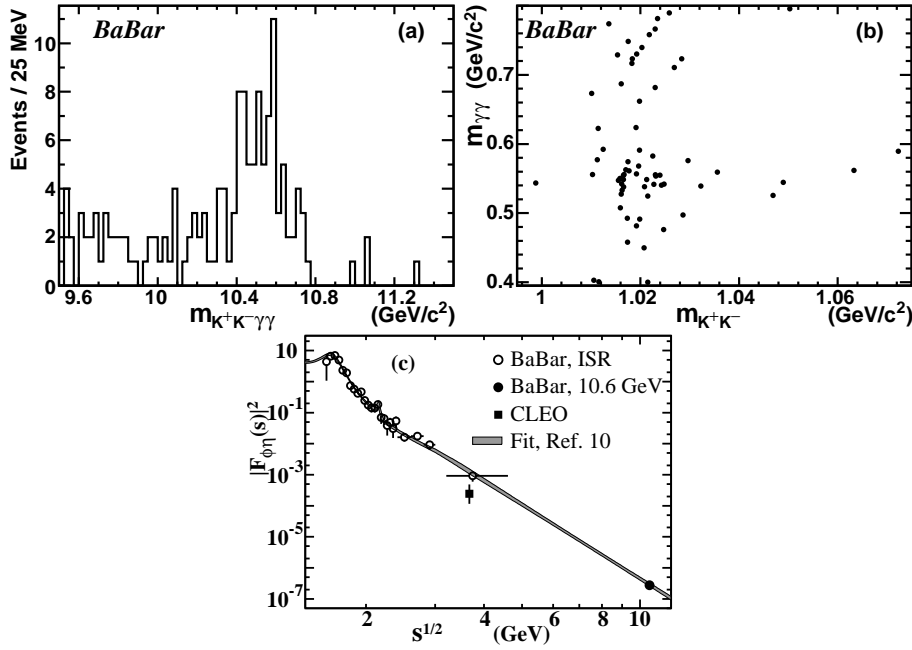 BaBar
(a)
Events / 25 MeV
10
8
6
4
2
0
9.6
10
10.4
10.8
11.2
m_{K^+K^-γγ}
(GeV/c²)
BaBar
(b)
m_{γγ} (GeV/c²)
0.7
0.6
0.5
0.4
1
1.02
1.04
1.06
m_{K^+K^-}
(GeV/c²)
(c)
|F_{φη}(s)|²
10
10^{-1}
10^{-3}
10^{-5}
10^{-7}
BaBar, ISR
BaBar, 10.6 GeV
CLEO
Fit, Ref. 10
2
4
6
8
10
s^{1/2}
(GeV)